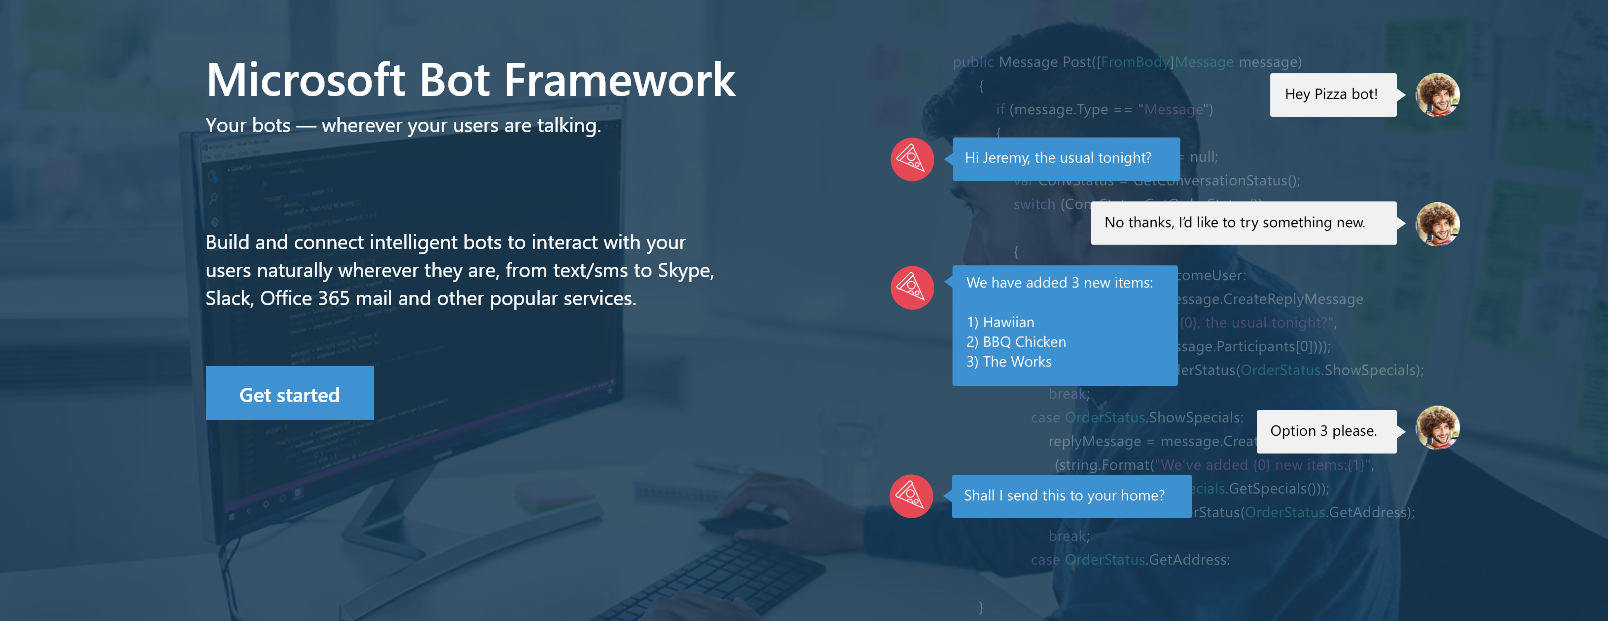 Microsoft Bot Framework
Your bots — wherever your users are talking.
Build and connect intelligent bots to interact with your
users naturally wherever they are, from text/sms to Skype,
Slack, Office 365 mail and other popular services.
Get started
public Message Post([FromBody]Message message)
{
if (message.Type == "Message")
{
Hey Pizza bot!
Hi Jeremy, the usual tonight?
= null;
var ConvStatus = GetConversationStatus();
switch
No thanks, I'd like to try something new.
{
We have added 3 new items:
1) Hawiian
2) BBQ Chicken
3) The Works
comeUser:
essage.CreateReplyMessage
{0}, the usual tonight?",
ssage.Participants[0])));
derStatus(OrderStatus.ShowSpecials);
break;
case OrderStatus.ShowSpecials:
Option 3 please.
replyMessage = message.Creat
(string.Format("We've added {0} new items:{1}",
ecials.GetSpecials()));
Shall I send this to your home?
rStatus(OrderStatus.GetAddress);
break;
case OrderStatus.GetAddress:
}